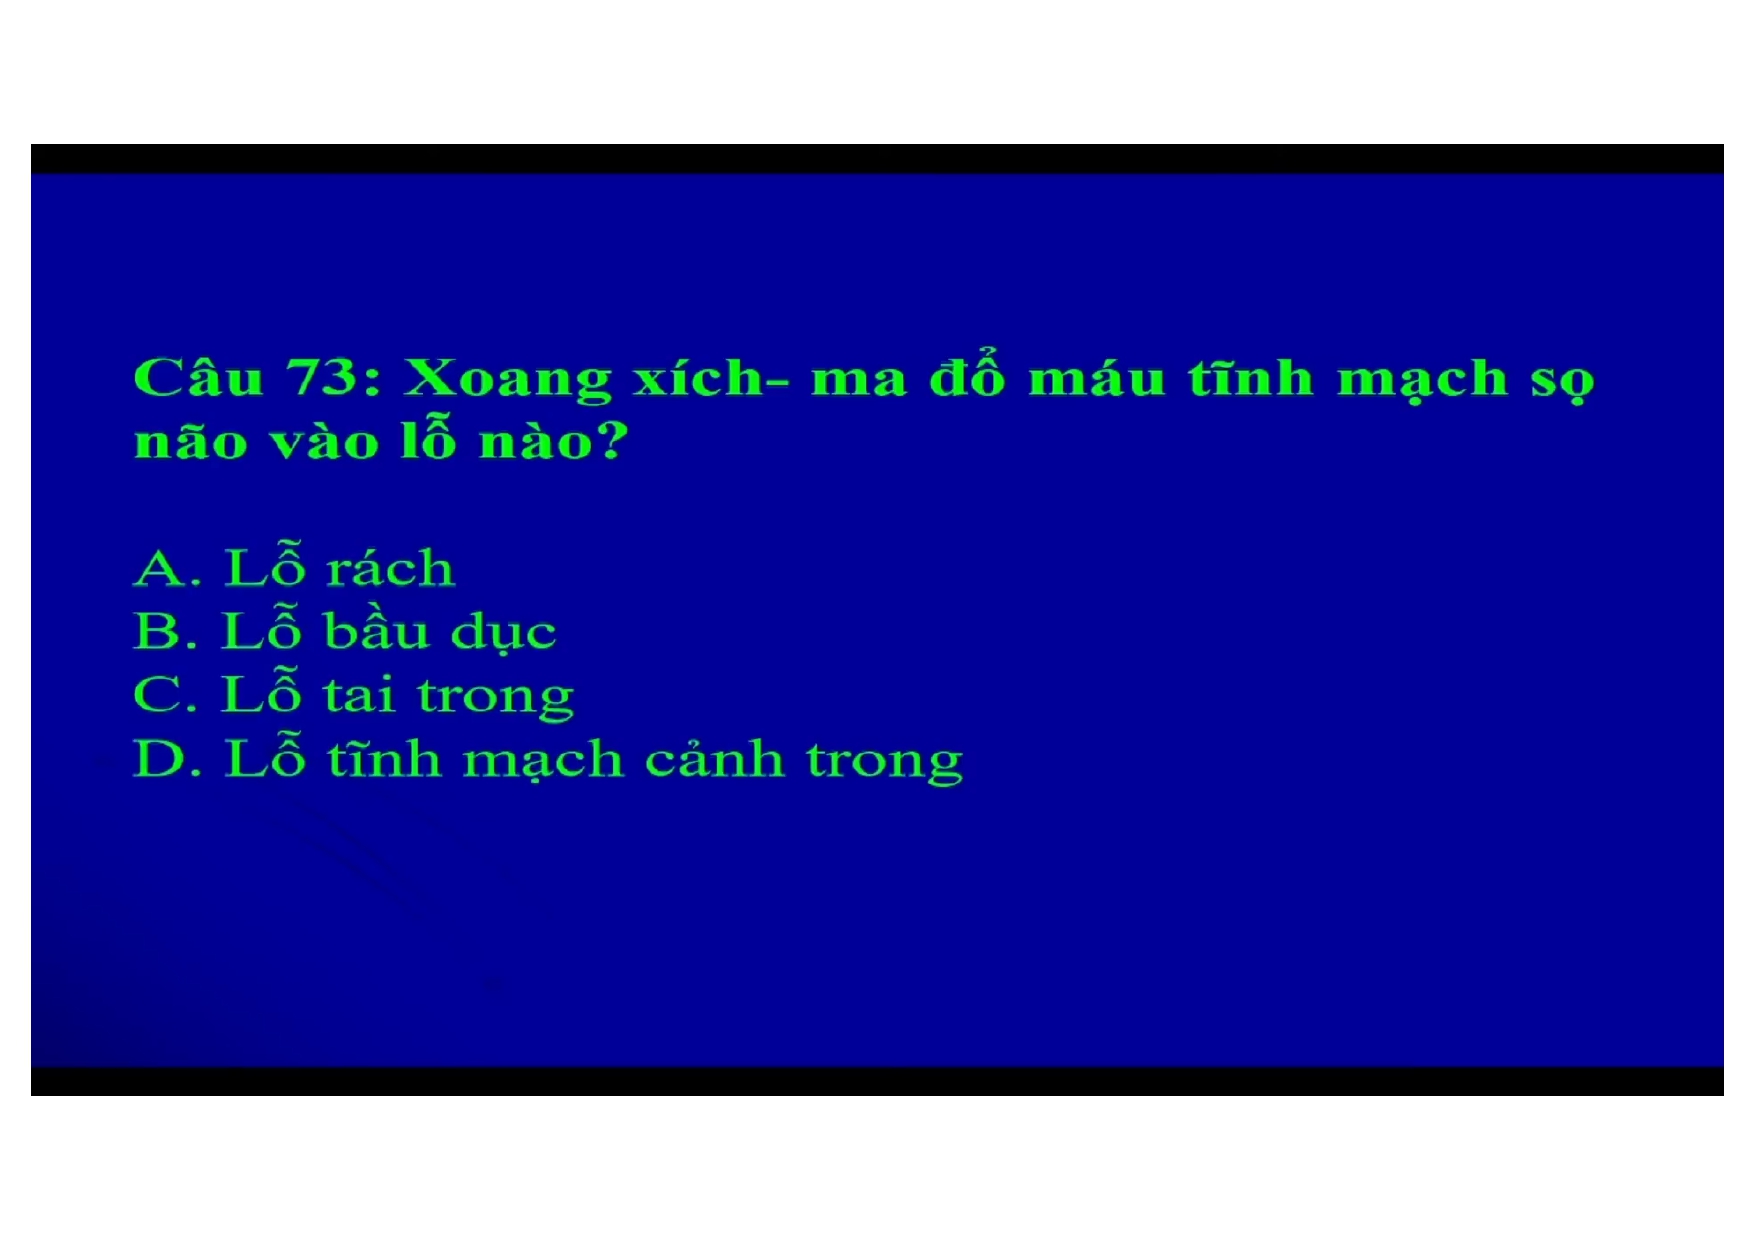 Câu 73: Xoang xích- ma đổ máu tĩnh mạch sọ
não vào lỗ nào?
A. Lỗ rách
B. Lỗ bầu dục
C. Lỗ tai trong
D. Lỗ tĩnh mạch cảnh trong